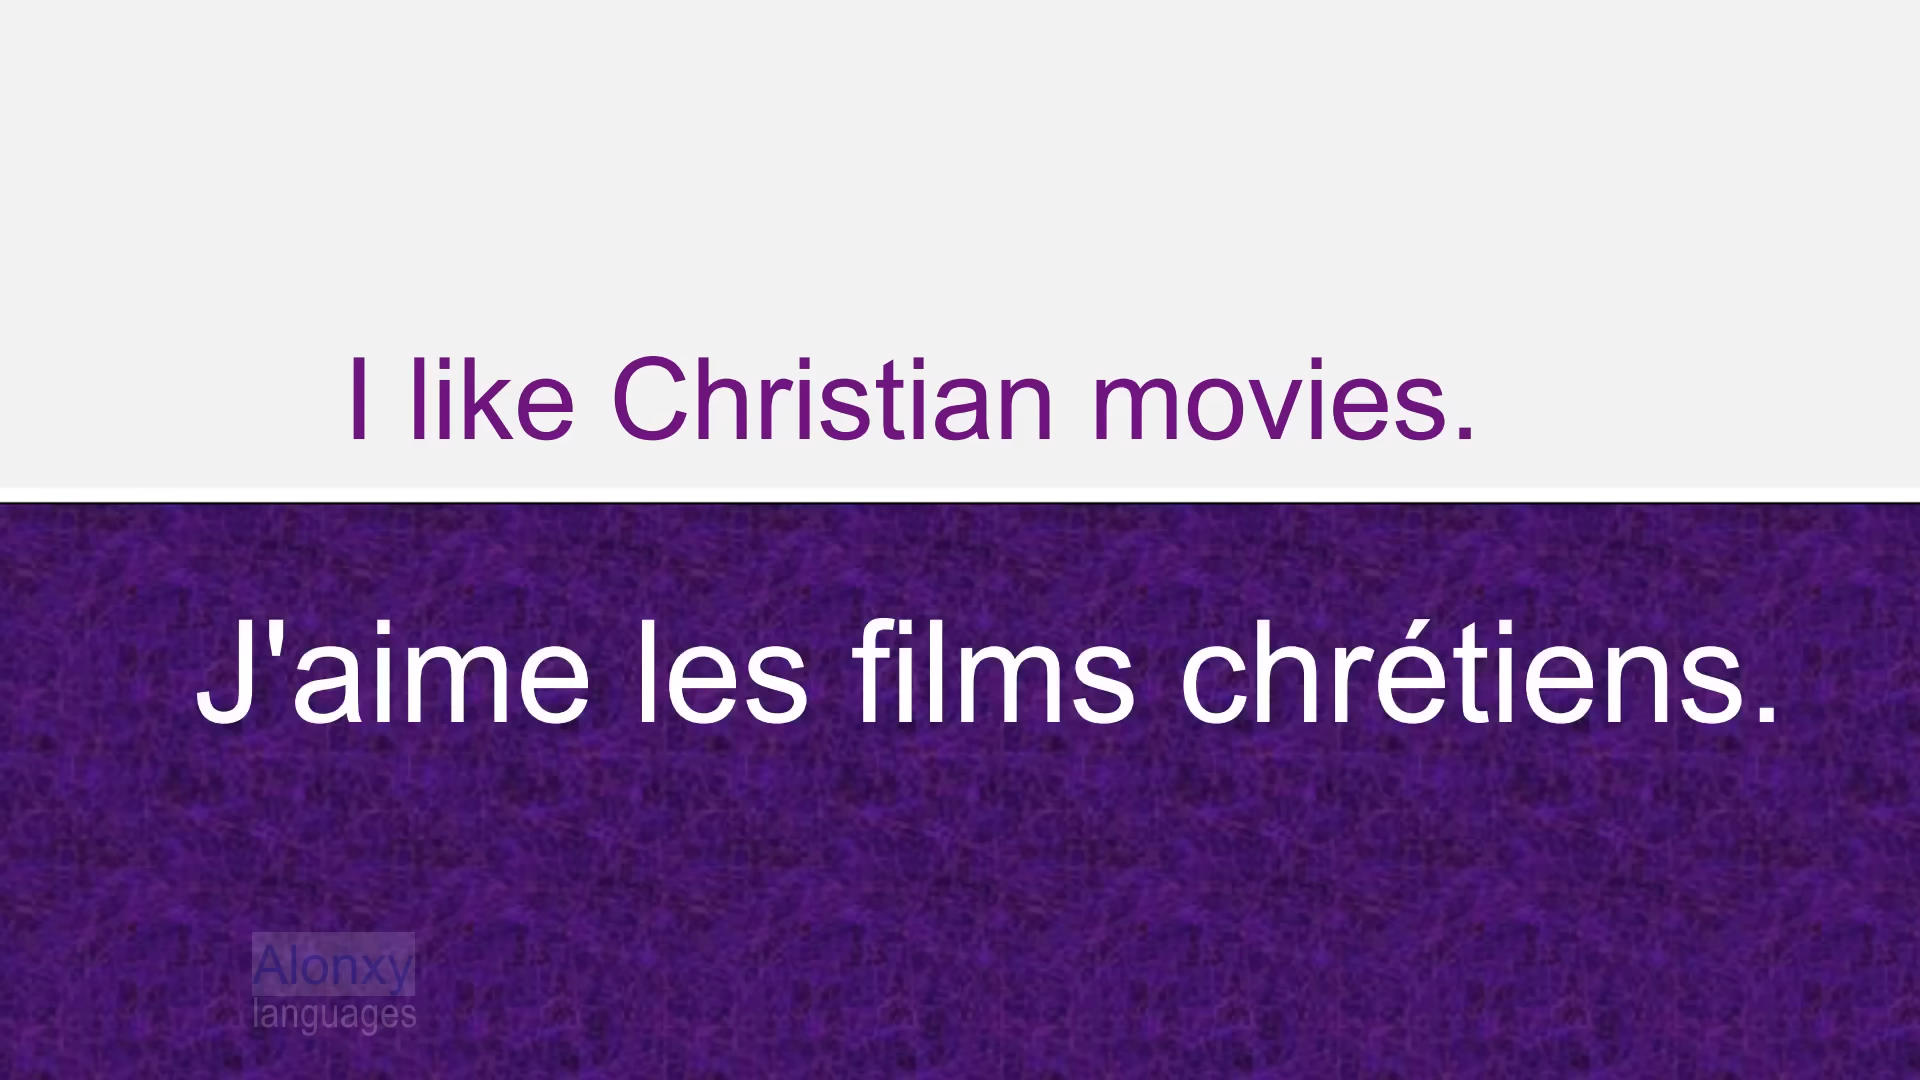 I like Christian movies.
J'aime les films chrétiens.
Alonxy
languages